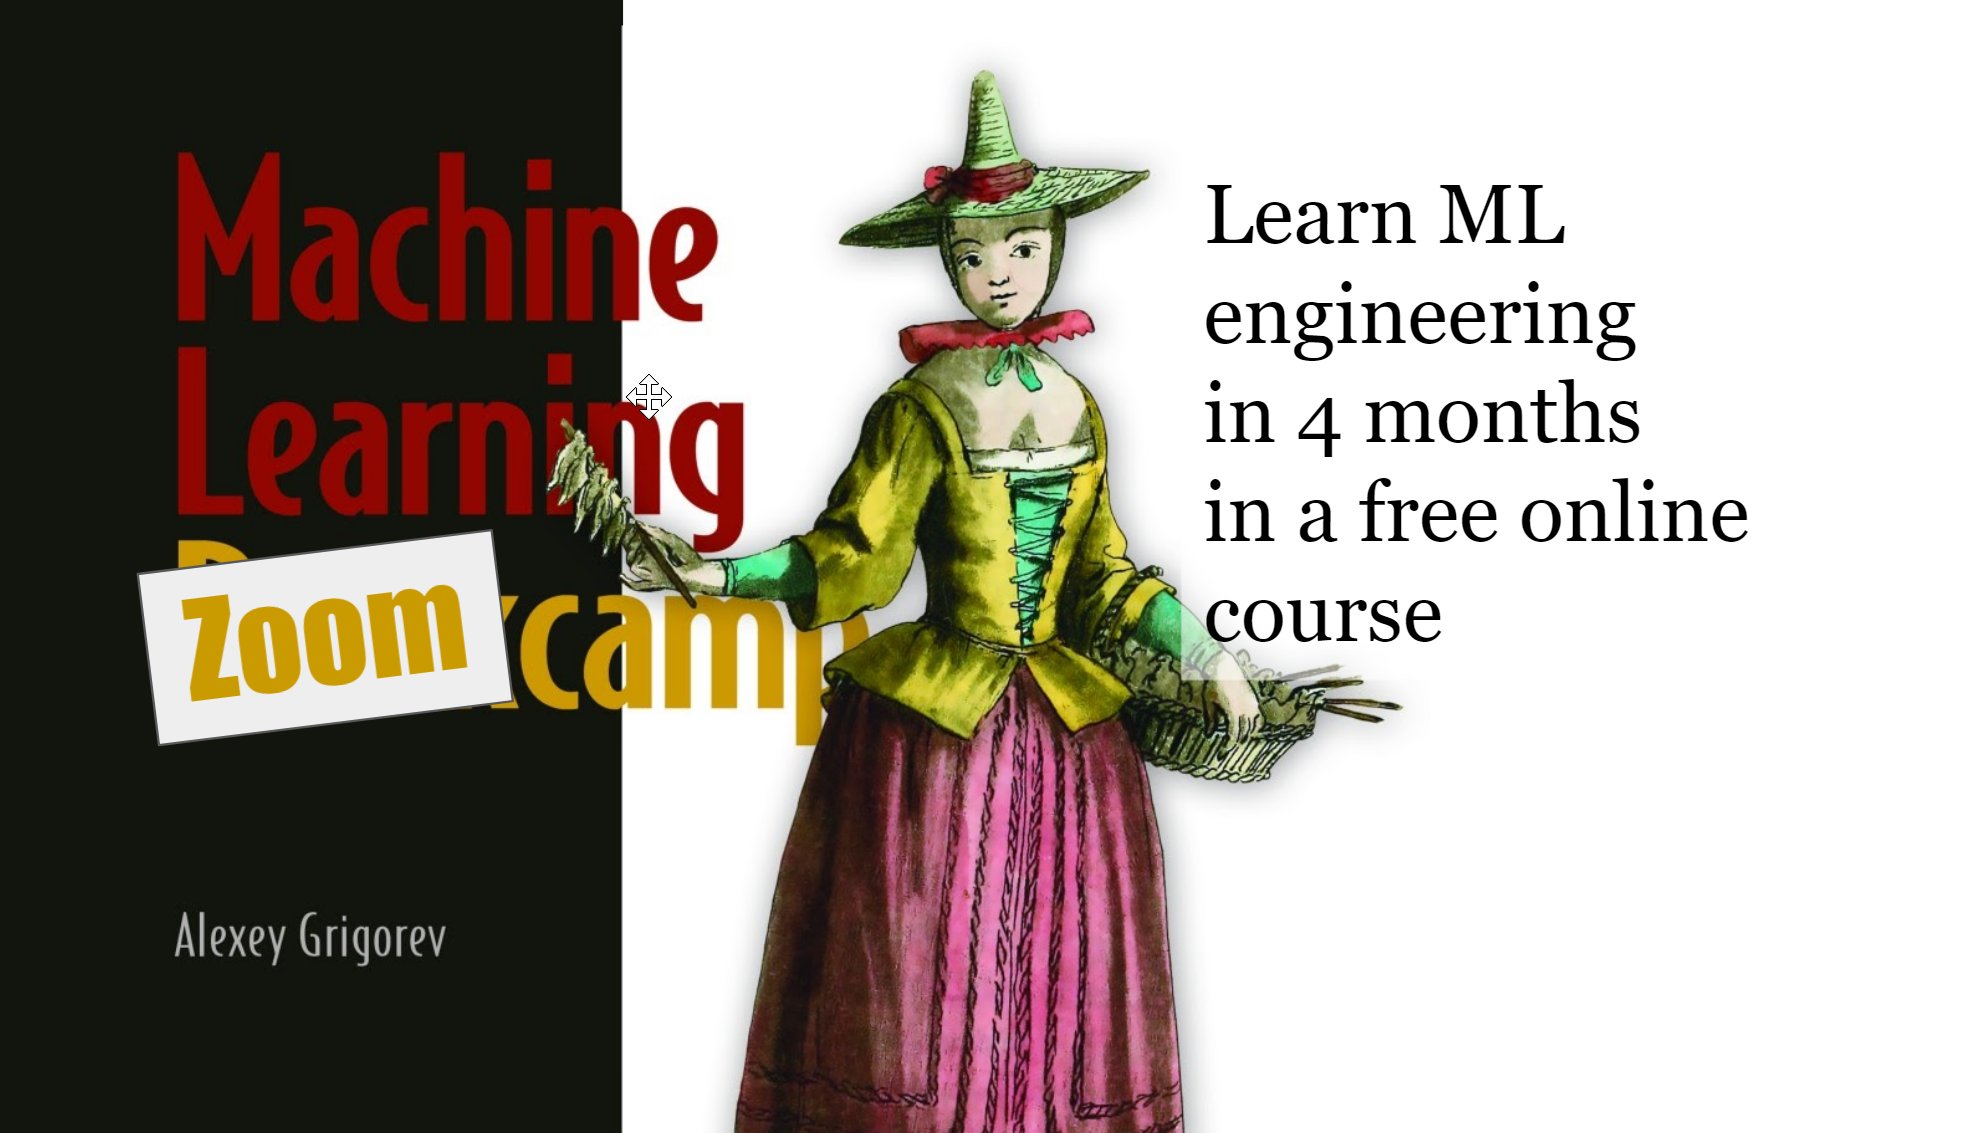 Machine
Learning
Zoom
camp
Alexey Grigorev
Learn ML
engineering
in 4 months
in a free online
course